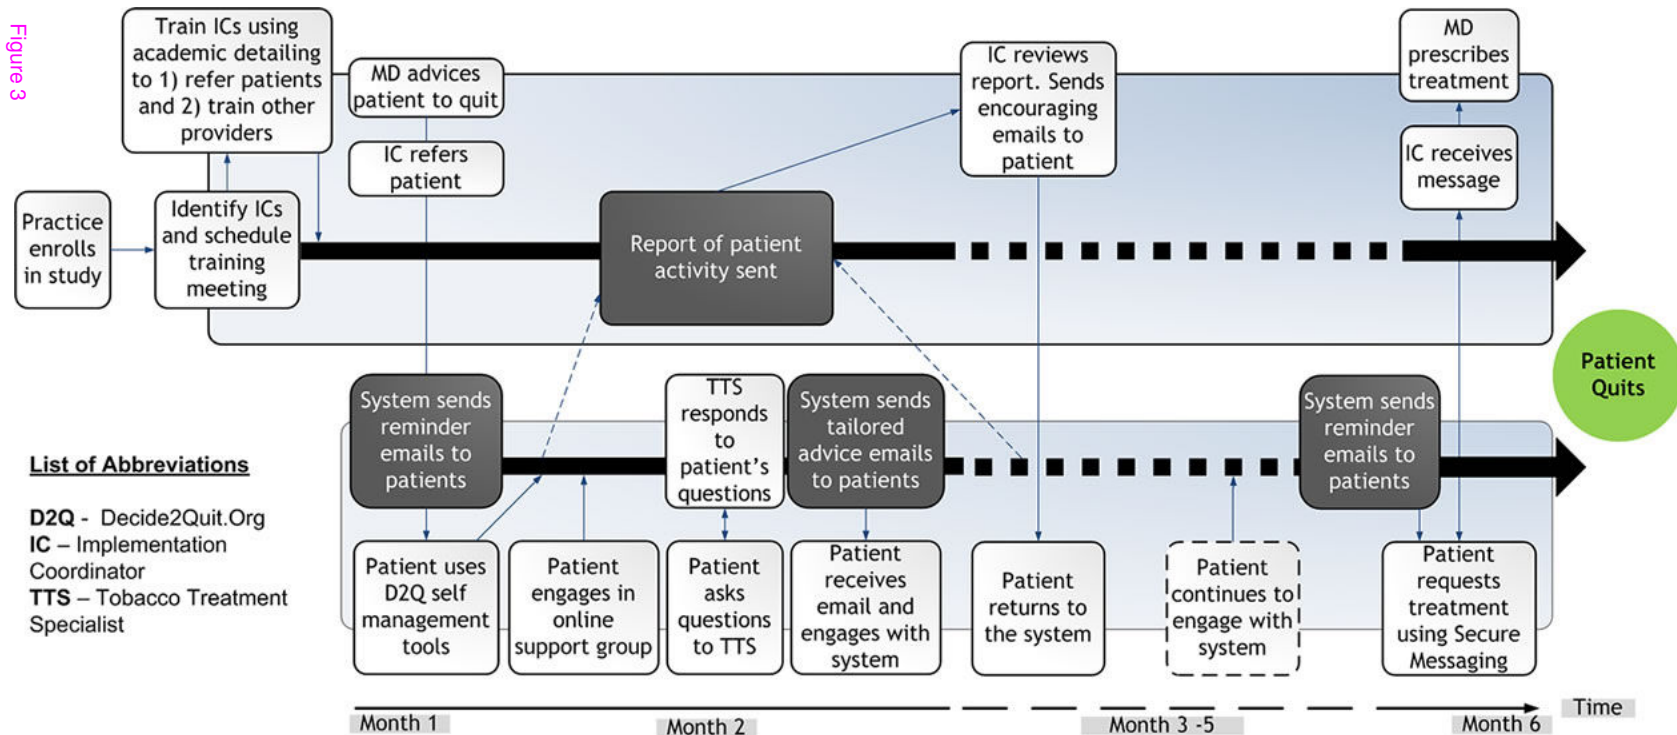 Figure 3
Train ICs using
academic detailing
to 1) refer patients
and 2) train other
providers
MD advices
patient to quit
IC refers
patient
IC reviews
report. Sends
encouraging
emails to
patient
MD
prescribes
treatment
IC receives
message
Practice
enrolls
in study
Identify ICs
and schedule
training
meeting
Report of patient
activity sent
Patient
Quits
System sends
reminder
emails to
patients
TTS
responds
to
patient's
questions
System sends
tailored
advice emails
to patients
System sends
reminder
emails to
patients
List of Abbreviations
D2Q - Decide2Quit.Org
IC – Implementation
Coordinator
TTS – Tobacco Treatment
Specialist
Patient uses
D2Q self
management
tools
Patient
engages in
online
support group
Patient
asks
questions
to TTS
Patient
receives
email and
engages with
system
Patient
returns to
the system
Patient
continues to
engage with
system
Patient
requests
treatment
using Secure
Messaging
Month 1
Month 2
Month 3 -5
Month 6
Time